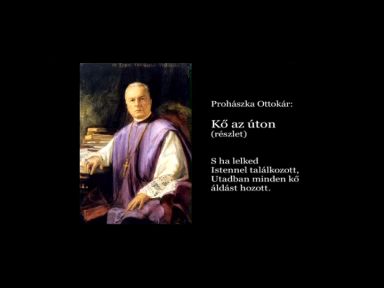 Prohászka Ottokár:
Kő az úton
(részlet)
S ha lelked
Istennel találkozott,
Utadban minden kő
áldást hozott.